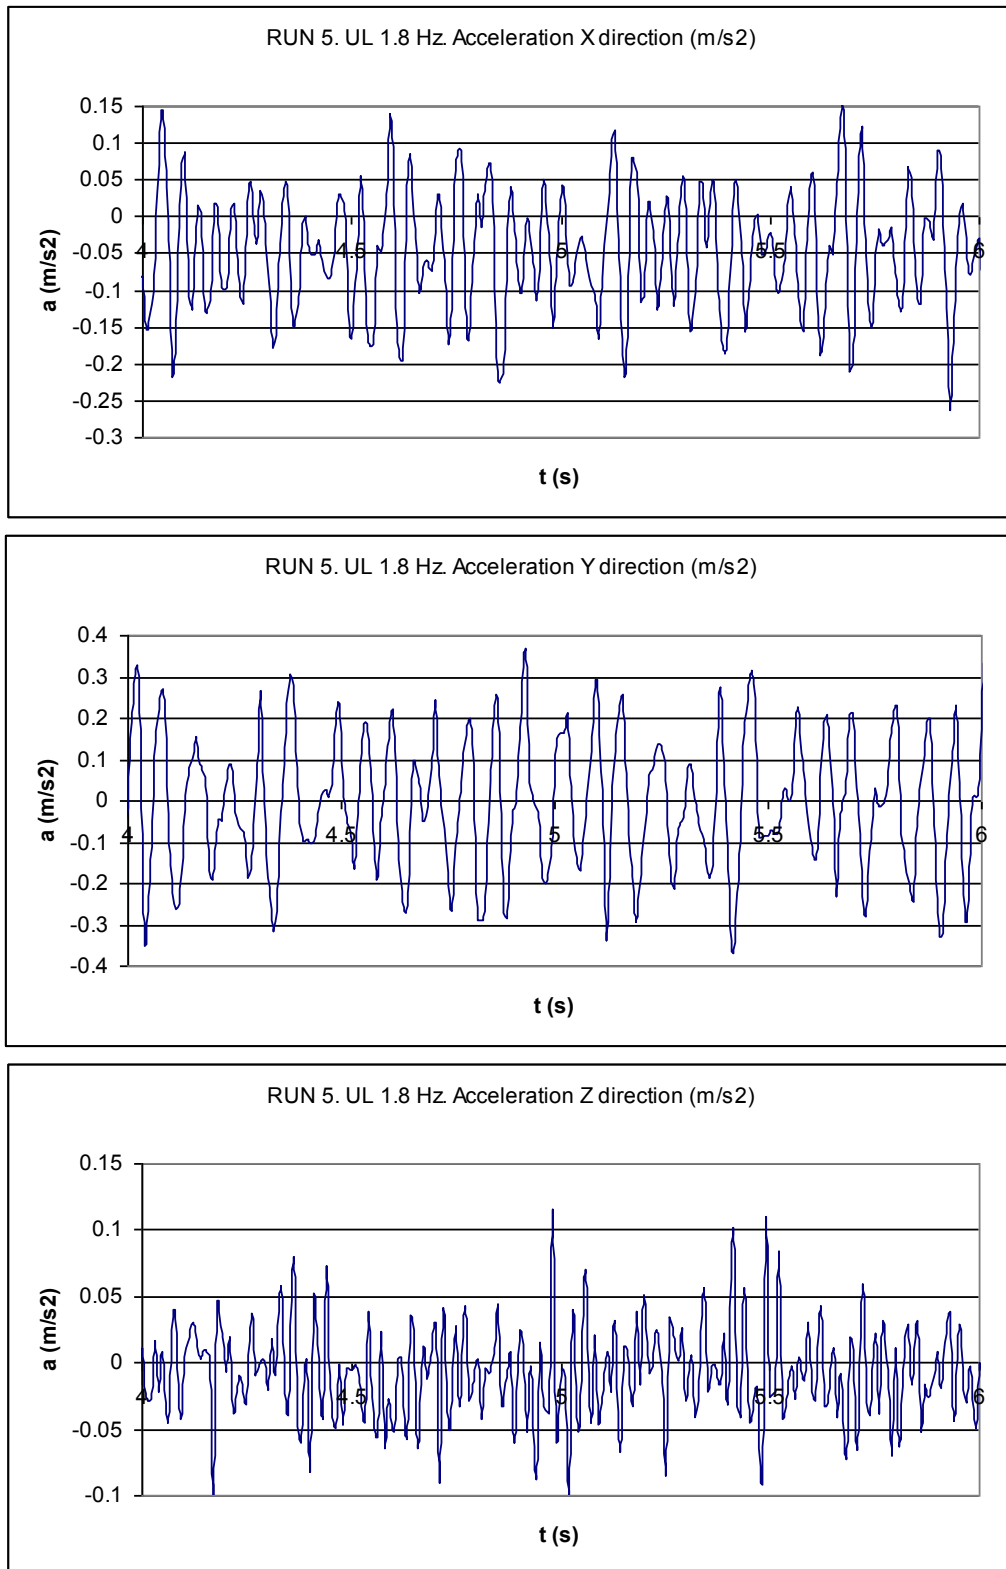 RUN 5. UL 1.8 Hz. Acceleration X direction (m/s2)
0.15
0.1
0.05
0
-0.05
-0.1
-0.15
-0.2
-0.25
-0.3
4 4.5 5 5.5 6
a (m/s2)
t (s)
RUN 5. UL 1.8 Hz. Acceleration Y direction (m/s2)
0.4
0.3
0.2
0.1
0
-0.1
-0.2
-0.3
-0.4
4 4.5 5 5.5 6
a (m/s2)
t (s)
RUN 5. UL 1.8 Hz. Acceleration Z direction (m/s2)
0.15
0.1
0.05
0
-0.05
-0.1
4 4.5 5 5.5 6
a (m/s2)
t (s)